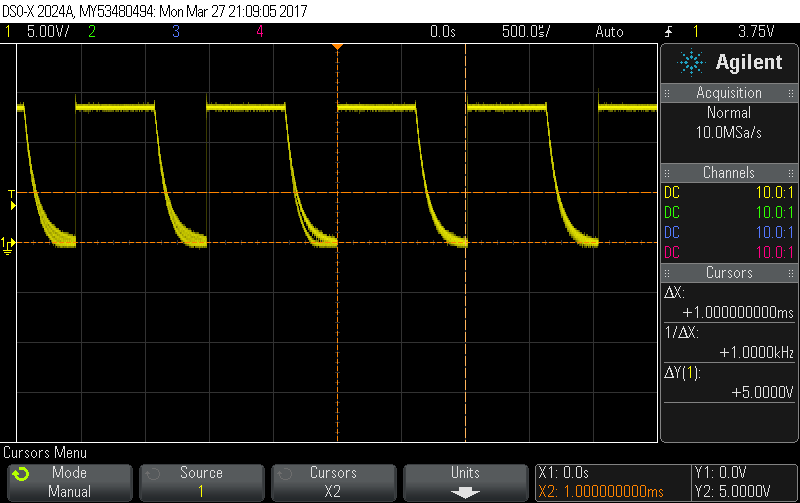 DSO-X 2024A, MY53480494: Mon Mar 27 21:09:05 2017
1 5.00V/ 2 3 4 0.0s 500.0us/ Auto 1 3.75V
Agilent
Acquisition
Normal
10.0MSa/s
Channels
DC 10.0:1
DC 10.0:1
DC 10.0:1
DC 10.0:1
Cursors
ΔX:
+1.000000000ms
1/ΔX:
+1.0000kHz
ΔY(1):
+5.0000V
T
1
Cursors Menu
Mode
Manual
Source
1
Cursors
X2
Units
X1: 0.0s
X2: 1.000000000ms
Y1: 0.0V
Y2: 5.0000V